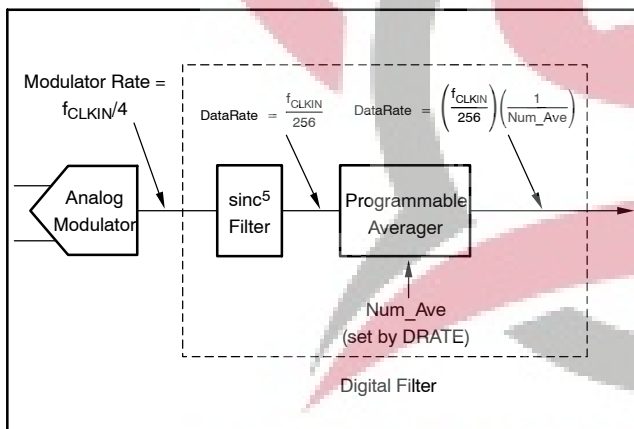 Modulator Rate =
fCLKIN/4
DataRate = fCLKIN/256
DataRate = (fCLKIN/256)(1/Num_Ave)
Analog
Modulator
sinc5
Filter
Programmable
Averager
Num_Ave
(set by DRATE)
Digital Filter